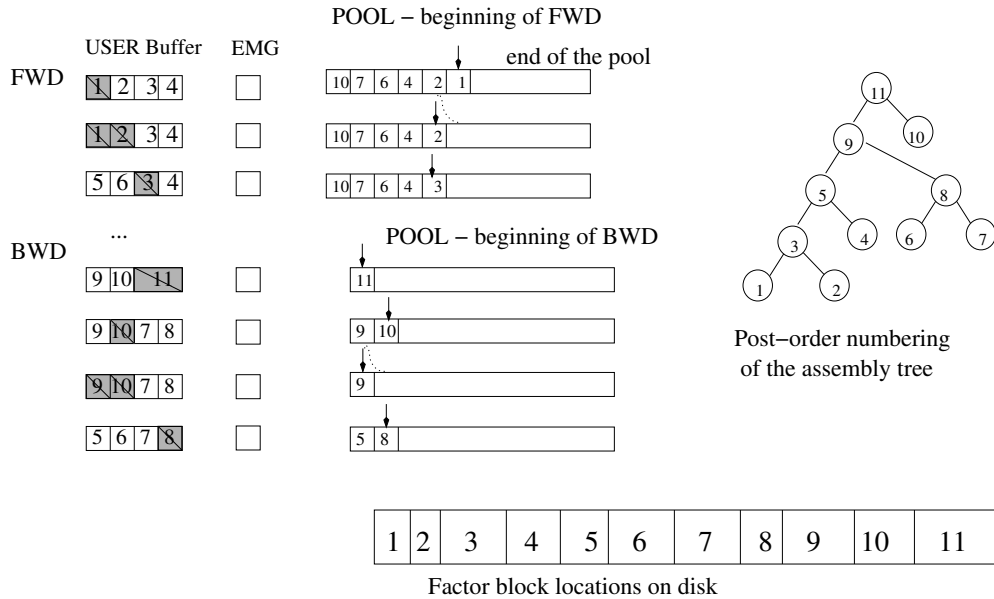 POOL − beginning of FWD
USER Buffer EMG
end of the pool
FWD
1 2 3 4
10 7 6 4 2 1
1 2 3 4
10 7 6 4 2
5 6 3 4
10 7 6 4 3
...
BWD
POOL − beginning of BWD
9 10 11
11
9 10 7 8
9 10
9 10 7 8
9
5 6 7 8
5 8
11
10
9
5
8
3
4
6
7
1
2
Post−order numbering
of the assembly tree
1 2 3 4 5 6 7 8 9 10 11
Factor block locations on disk